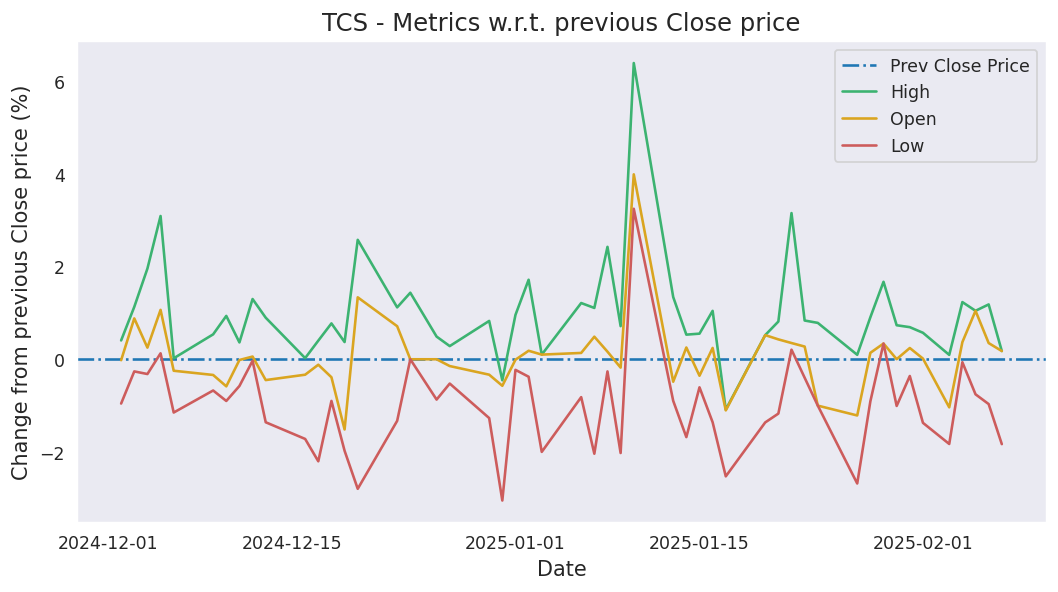 TCS - Metrics w.r.t. previous Close price
Change from previous Close price (%)
6
4
2
0
−2
Prev Close Price
High
Open
Low
2024-12-01
2024-12-15
2025-01-01
2025-01-15
2025-02-01
Date